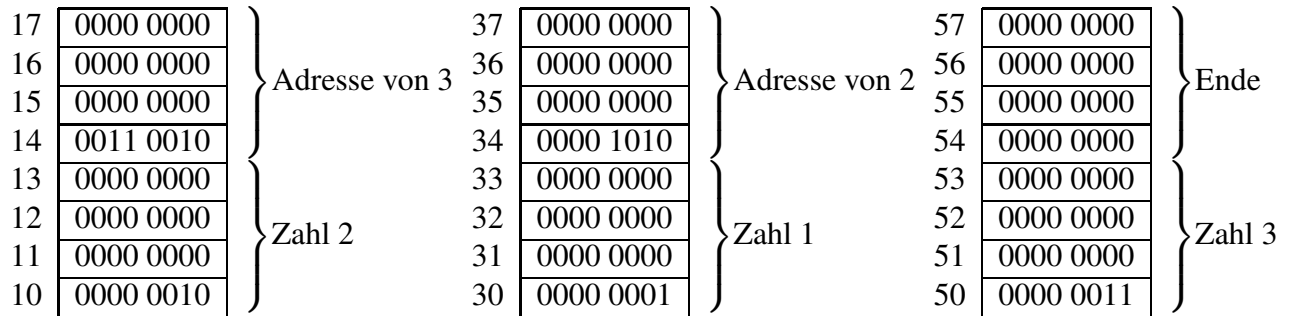 17 0000 0000 37 0000 0000 57 0000 0000
16 0000 0000 Adresse von 3 36 0000 0000 Adresse von 2 56 0000 0000 Ende
15 0000 0000 35 0000 0000 55 0000 0000
14 0011 0010 34 0000 1010 54 0000 0000
13 0000 0000 33 0000 0000 53 0000 0000
12 0000 0000 Zahl 2 32 0000 0000 Zahl 1 52 0000 0000 Zahl 3
11 0000 0000 31 0000 0000 51 0000 0000
10 0000 0010 30 0000 0001 50 0000 0011